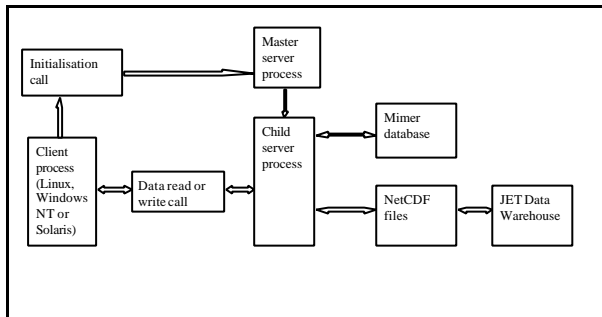 Master
server
process
Initialisation
call
Mimer
database
Child
server
process
Client
process
(Linux,
Windows
NT or
Solaris)
Data read or
write call
NetCDF
files
JET Data
Warehouse